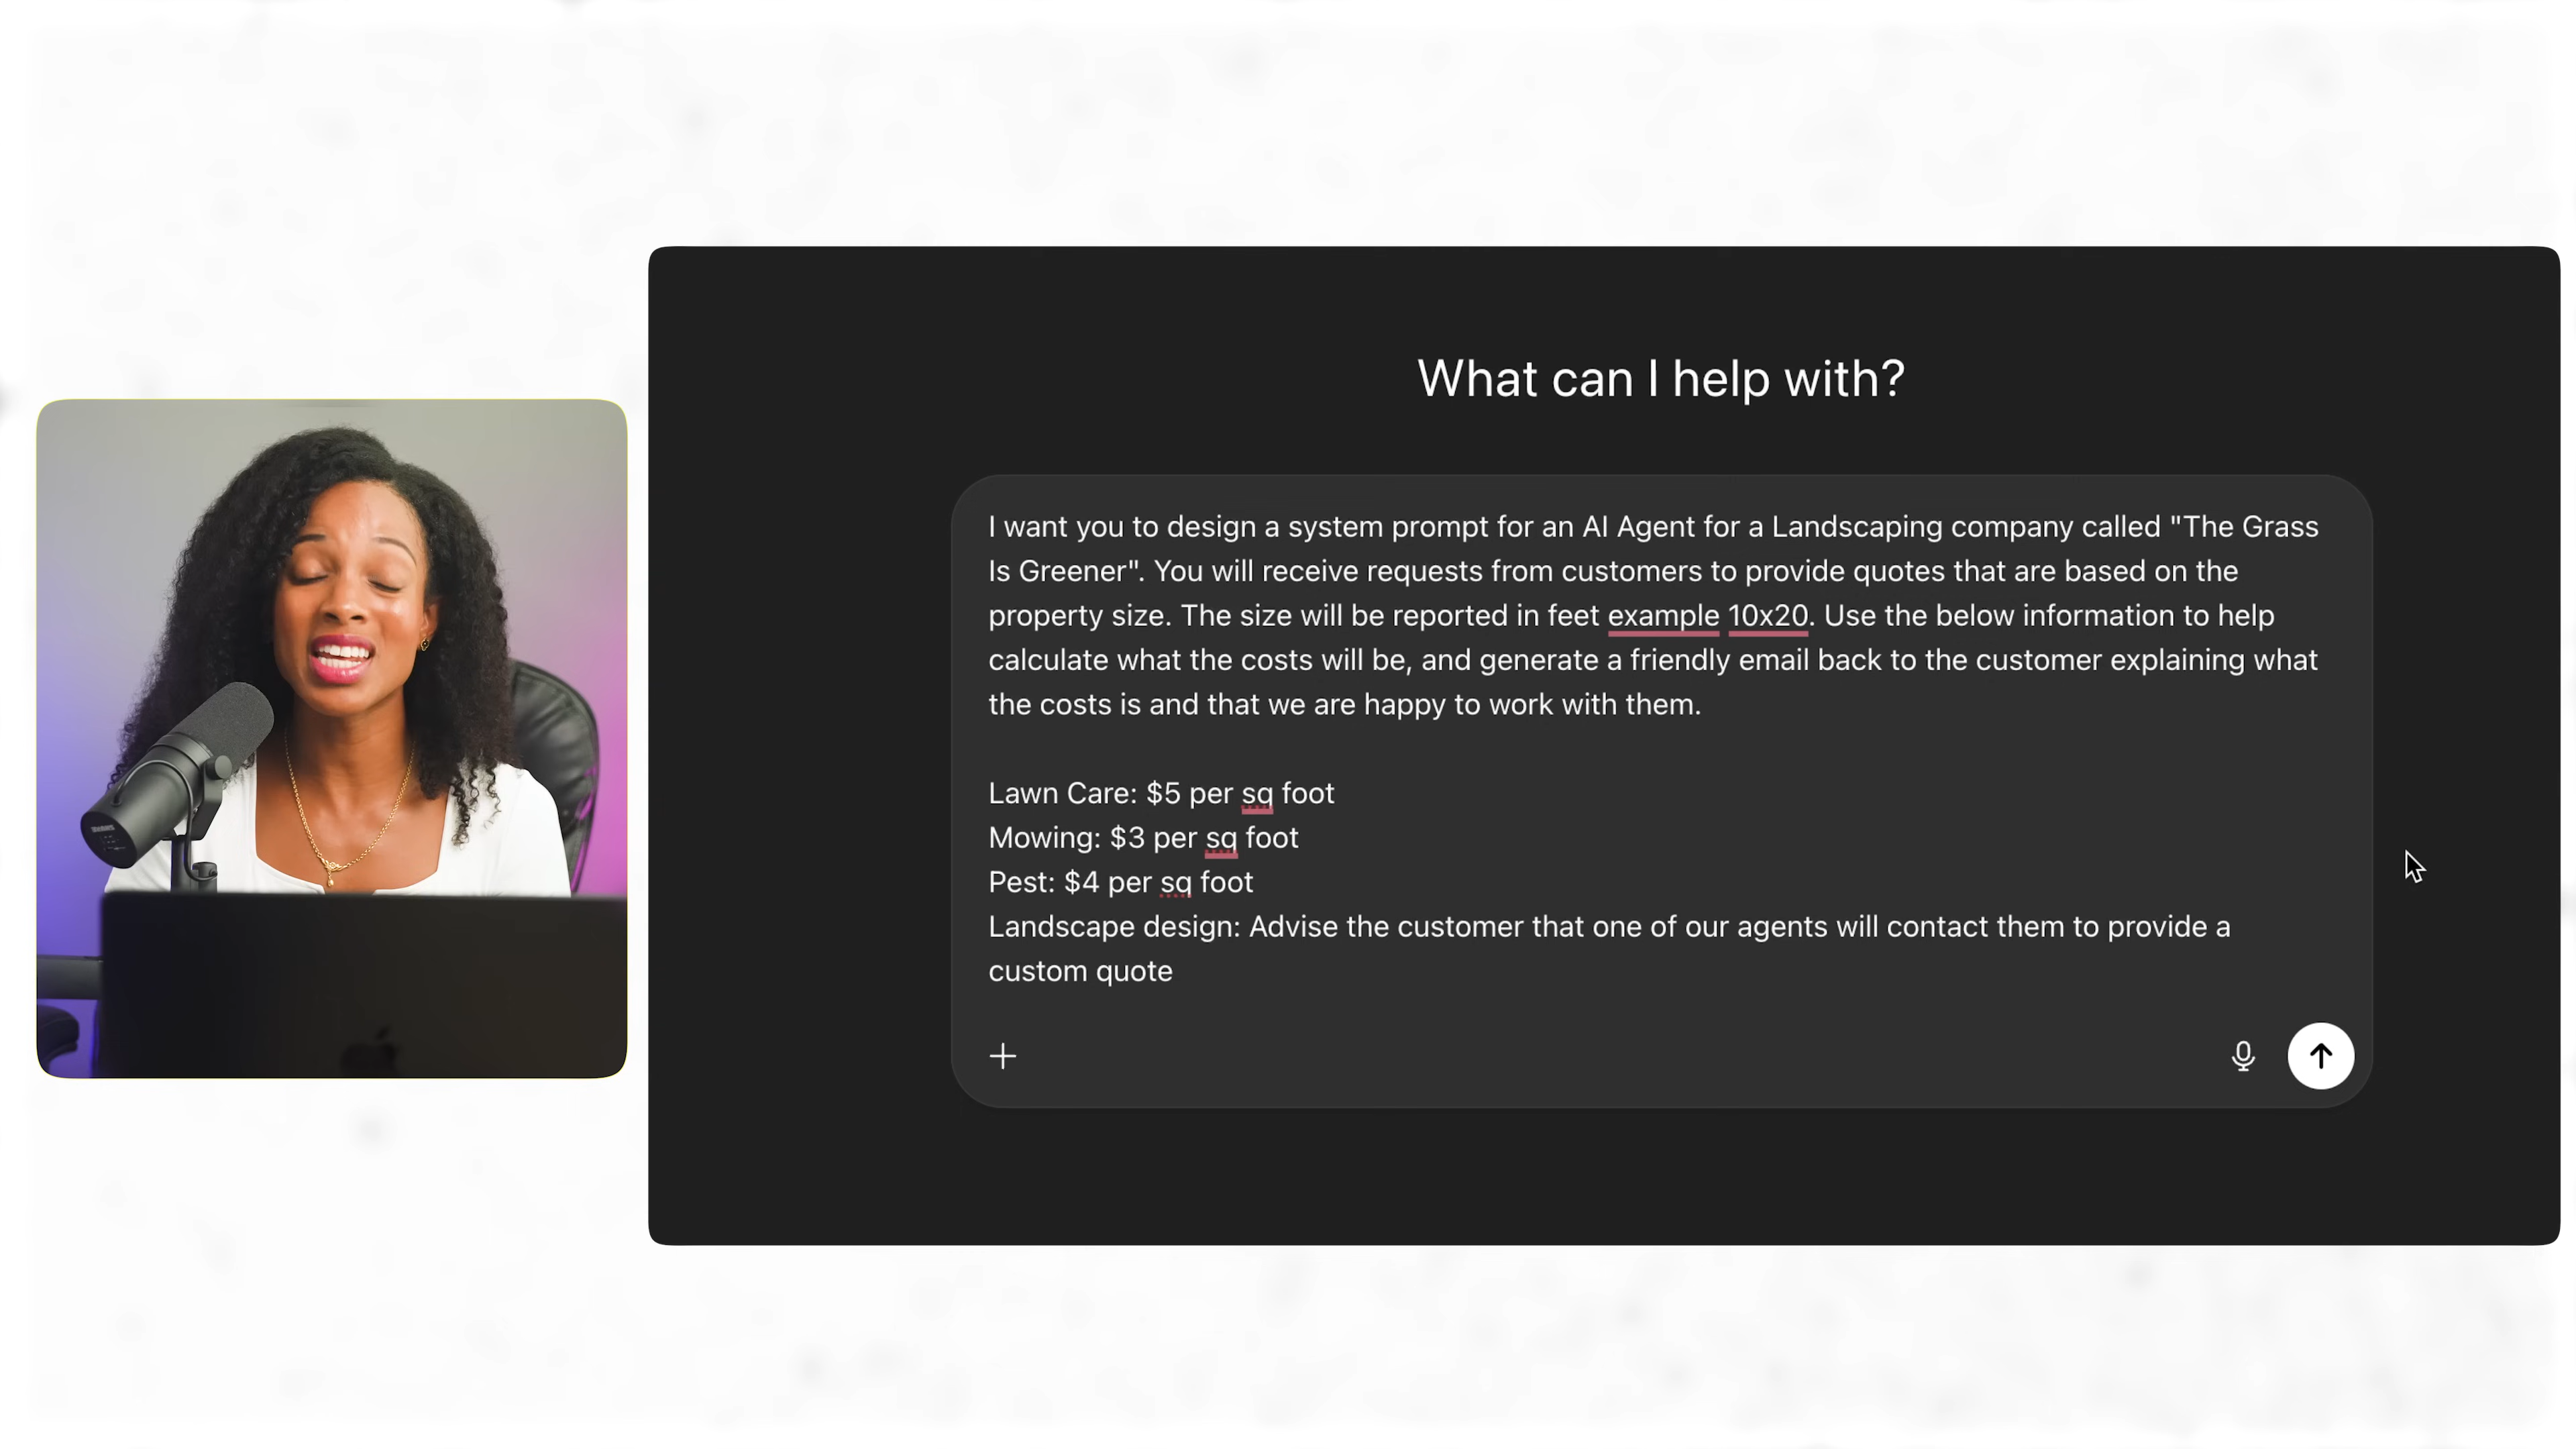 What can I help with?
I want you to design a system prompt for an AI Agent for a Landscaping company called "The Grass
Is Greener". You will receive requests from customers to provide quotes that are based on the
property size. The size will be reported in feet example 10x20. Use the below information to help
calculate what the costs will be, and generate a friendly email back to the customer explaining what
the costs is and that we are happy to work with them.
Lawn Care: $5 per sq foot
Mowing: $3 per sq foot
Pest: $4 per sq foot
Landscape design: Advise the customer that one of our agents will contact them to provide a
custom quote